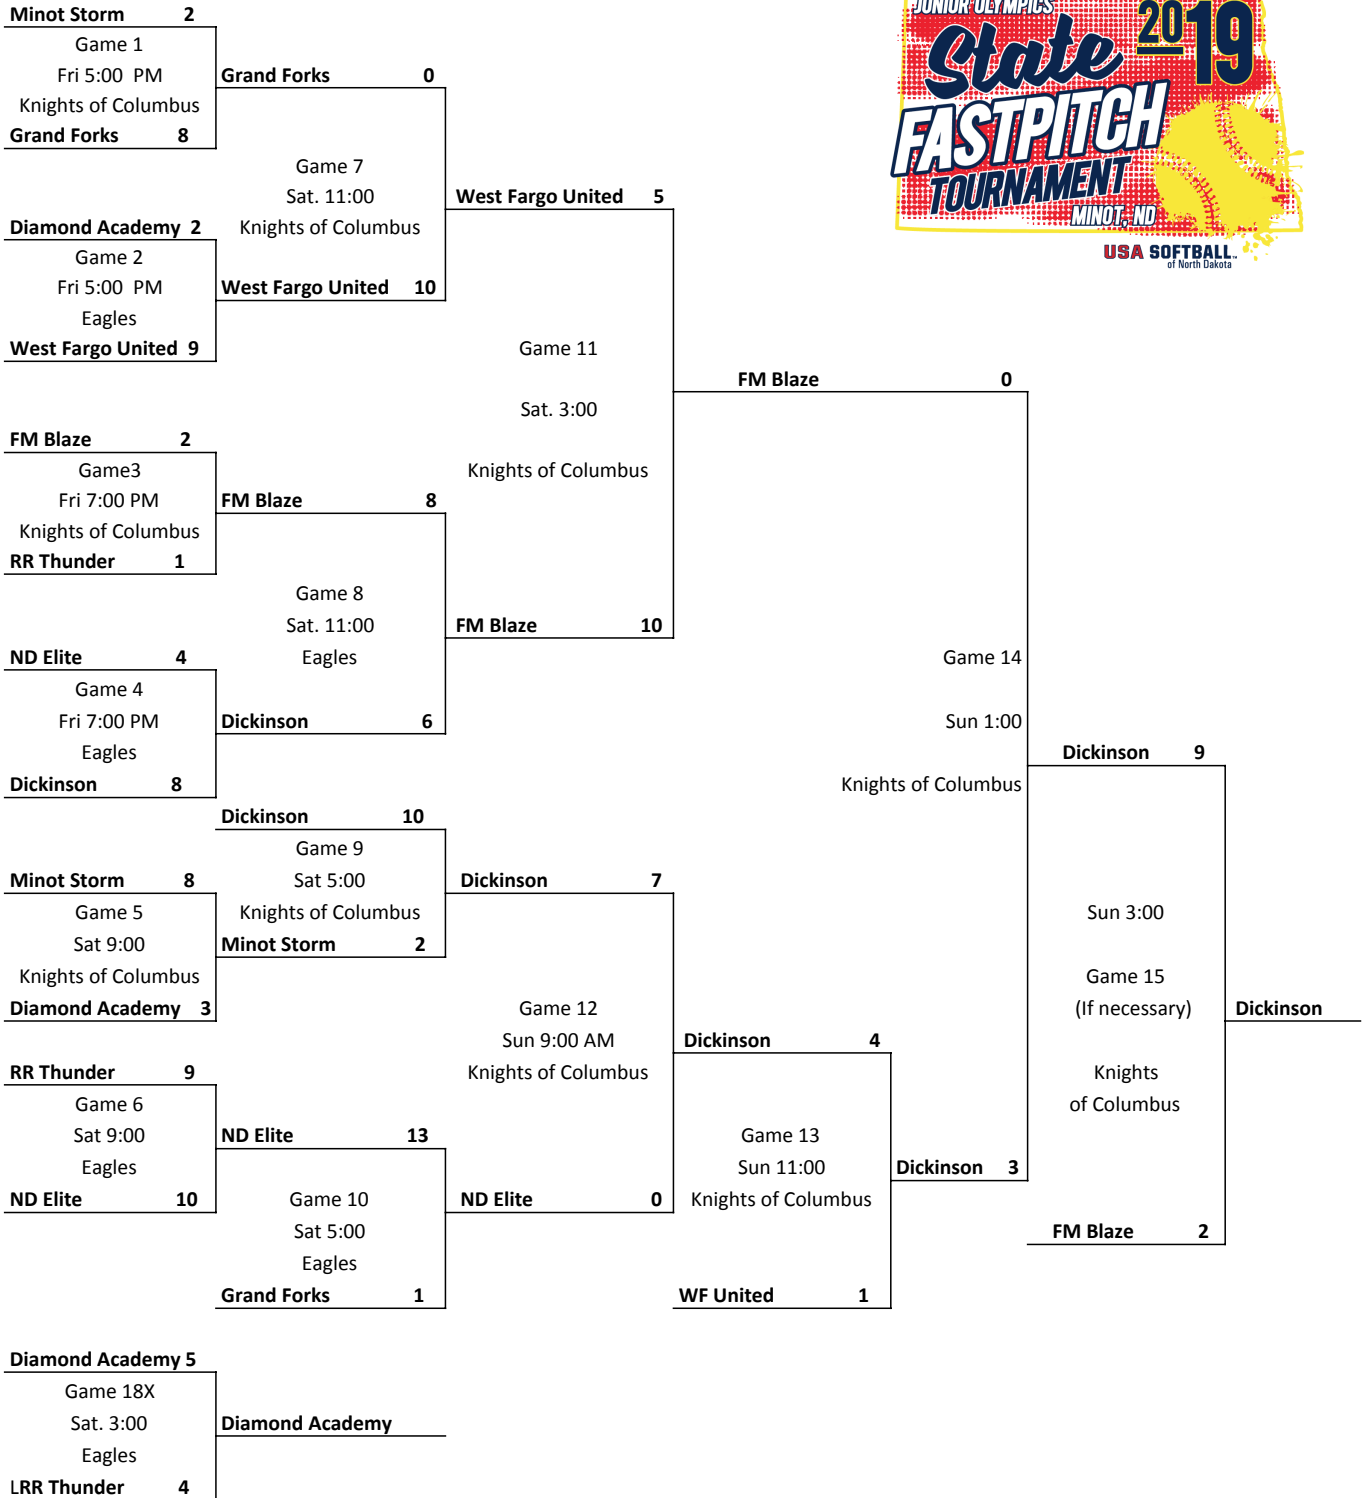 Minot Storm 2
Game 1
Fri 5:00 PM
Knights of Columbus
Grand Forks 8
Diamond Academy 2
Game 2
Fri 5:00 PM
Eagles
West Fargo United 9
FM Blaze 2
Game3
Fri 7:00 PM
Knights of Columbus
RR Thunder 1
ND Elite 4
Game 4
Fri 7:00 PM
Eagles
Dickinson 8
Minot Storm 8
Game 5
Sat 9:00
Knights of Columbus
Diamond Academy 3
RR Thunder 9
Game 6
Sat 9:00
Eagles
ND Elite 10
Grand Forks 0
Game 7
Sat. 11:00
Knights of Columbus
West Fargo United 10
FM Blaze 8
Game 8
Sat. 11:00
Eagles
Dickinson 6
Dickinson 10
Game 9
Sat 5:00
Knights of Columbus
Minot Storm 2
ND Elite 13
Game 10
Sat 5:00
Eagles
Grand Forks 1
West Fargo United 5
Game 11
Sat. 3:00
Knights of Columbus
FM Blaze 10
Dickinson 7
Game 12
Sun 9:00 AM
Knights of Columbus
ND Elite 0
Dickinson 4
Game 13
Sun 11:00
Knights of Columbus
WF United 1
FM Blaze 0
Game 14
Sun 1:00
Knights of Columbus
Dickinson 3
Dickinson 9
Sun 3:00
Game 15
(If necessary)
Knights
of Columbus
FM Blaze 2
Dickinson
Diamond Academy 5
Game 18X
Sat. 3:00
Eagles
LRR Thunder 4
Diamond Academy
JUNIOR OLYMPICS
State 2019
FASTPITCH
TOURNAMENT
MINOT, ND
USA SOFTBALL™
of North Dakota